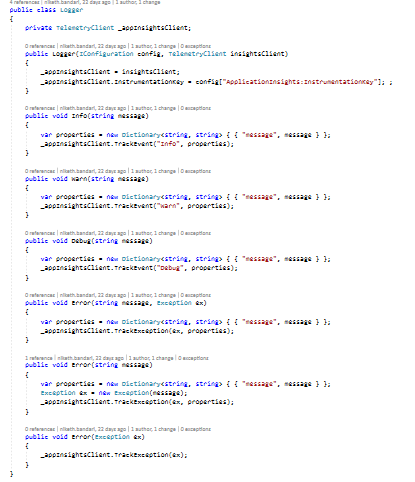 4 references | niketh.bandari, 22 days ago | 1 author, 1 change
public class Logger
{
private TelemetryClient _appInsightsClient;
0 references | niketh.bandari, 22 days ago | 1 author, 1 change | 0 exceptions
public Logger(IConfiguration config, TelemetryClient insightsClient)
{
_appInsightsClient = insightsClient;
_appInsightsClient.InstrumentationKey = config["ApplicationInsights:InstrumentationKey"]; ;
}
0 references | niketh.bandari, 22 days ago | 1 author, 1 change | 0 exceptions
public void Info(string message)
{
var properties = new Dictionary<string, string> { { "message", message } };
_appInsightsClient.TrackEvent("Info", properties);
}
0 references | niketh.bandari, 22 days ago | 1 author, 1 change | 0 exceptions
public void Warn(string message)
{
var properties = new Dictionary<string, string> { { "message", message } };
_appInsightsClient.TrackEvent("Warn", properties);
}
0 references | niketh.bandari, 22 days ago | 1 author, 1 change | 0 exceptions
public void Debug(string message)
{
var properties = new Dictionary<string, string> { { "message", message } };
_appInsightsClient.TrackEvent("Debug", properties);
}
0 references | niketh.bandari, 22 days ago | 1 author, 1 change | 0 exceptions
public void Error(string message, Exception ex)
{
var properties = new Dictionary<string, string> { { "message", message } };
_appInsightsClient.TrackException(ex, properties);
}
1 reference | niketh.bandari, 22 days ago | 1 author, 1 change | 0 exceptions
public void Error(string message)
{
var properties = new Dictionary<string, string> { { "message", message } };
Exception ex = new Exception(message);
_appInsightsClient.TrackException(ex, properties);
}
0 references | niketh.bandari, 22 days ago | 1 author, 1 change | 0 exceptions
public void Error(Exception ex)
{
_appInsightsClient.TrackException(ex);
}
}